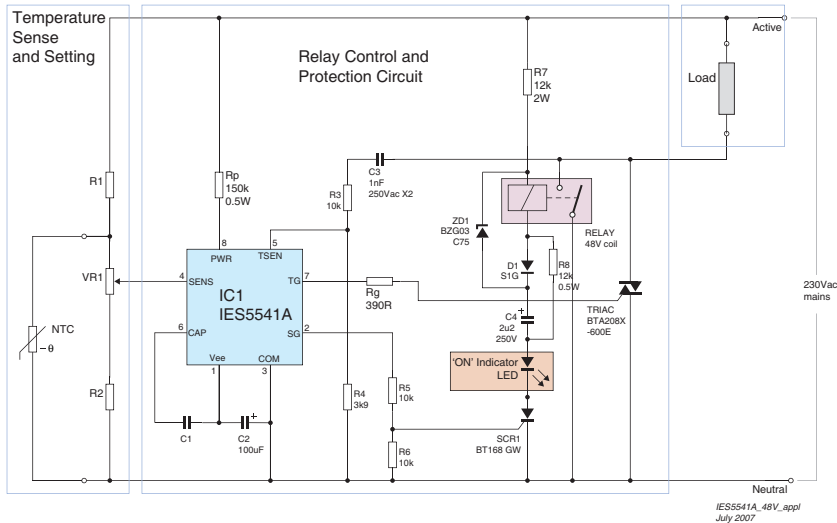 Temperature
Sense
and Setting
Relay Control and
Protection Circuit
Active
Load
R7
12k
2W
R1
Rp
150k
0.5W
R3
10k
C3
1nF
250Vac X2
ZD1
BZG03
C75
RELAY
48V coil
8
5
PWR
TSEN
VR1
4
SENS
TG
7
IC1
IES5541A
Rg
390R
D1
S1G
R8
12k
0.5W
TRIAC
BTA208X
-600E
230Vac
mains
NTC
-θ
6
CAP
SG
2
C4
2u2
250V
+
'ON' Indicator
LED
Vee
COM
1
3
R2
R4
3k9
R5
10k
C1
C2
100uF
+
R6
10k
SCR1
BT168 GW
Neutral
IES5541A_48V_appl
July 2007